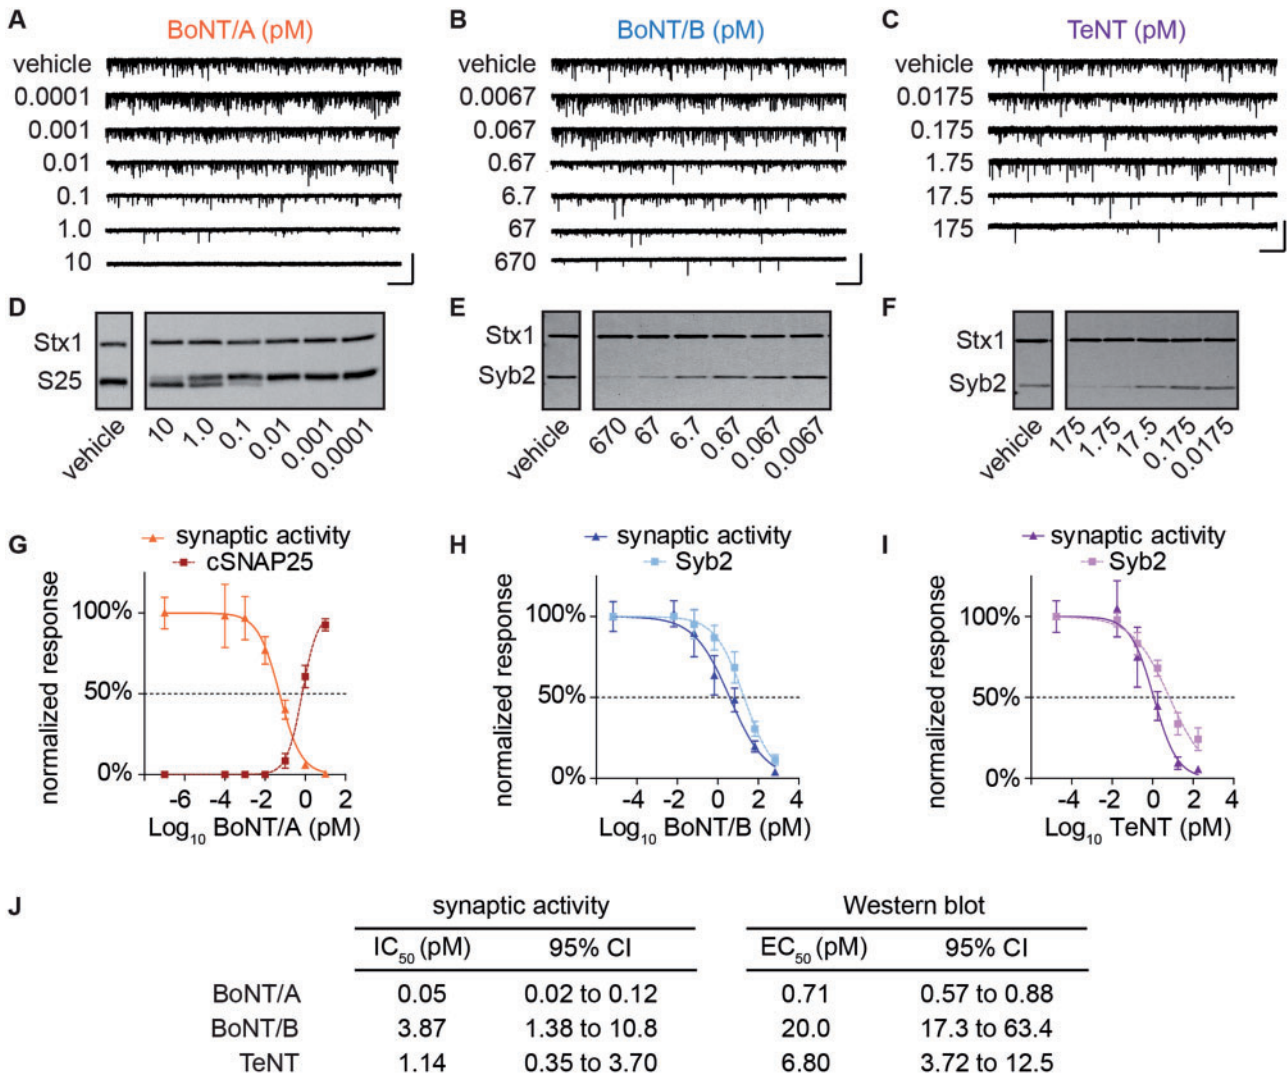 A
BoNT/A (pM)
vehicle
0.0001
0.001
0.01
0.1
1.0
10
B
BoNT/B (pM)
vehicle
0.0067
0.067
0.67
6.7
67
670
C
TeNT (pM)
vehicle
0.0175
0.175
1.75
17.5
175
D
Stx1
S25
vehicle
10
1.0
0.1
0.01
0.001
0.0001
E
Stx1
Syb2
vehicle
670
67
6.7
0.67
0.067
0.0067
F
Stx1
Syb2
vehicle
175
1.75
17.5
0.175
0.0175
G
synaptic activity
cSNAP25
normalized response
100%
50%
0%
-6 -4 -2 0 2
Log10 BoNT/A (pM)
H
synaptic activity
Syb2
normalized response
100%
50%
0%
-4 -2 0 2 4
Log10 BoNT/B (pM)
I
synaptic activity
Syb2
normalized response
100%
50%
0%
-4 -2 0 2 4
Log10 TeNT (pM)
J
synaptic activity Western blot
IC50 (pM) 95% CI EC50 (pM) 95% CI
BoNT/A 0.05 0.02 to 0.12 0.71 0.57 to 0.88
BoNT/B 3.87 1.38 to 10.8 20.0 17.3 to 63.4
TeNT 1.14 0.35 to 3.70 6.80 3.72 to 12.5